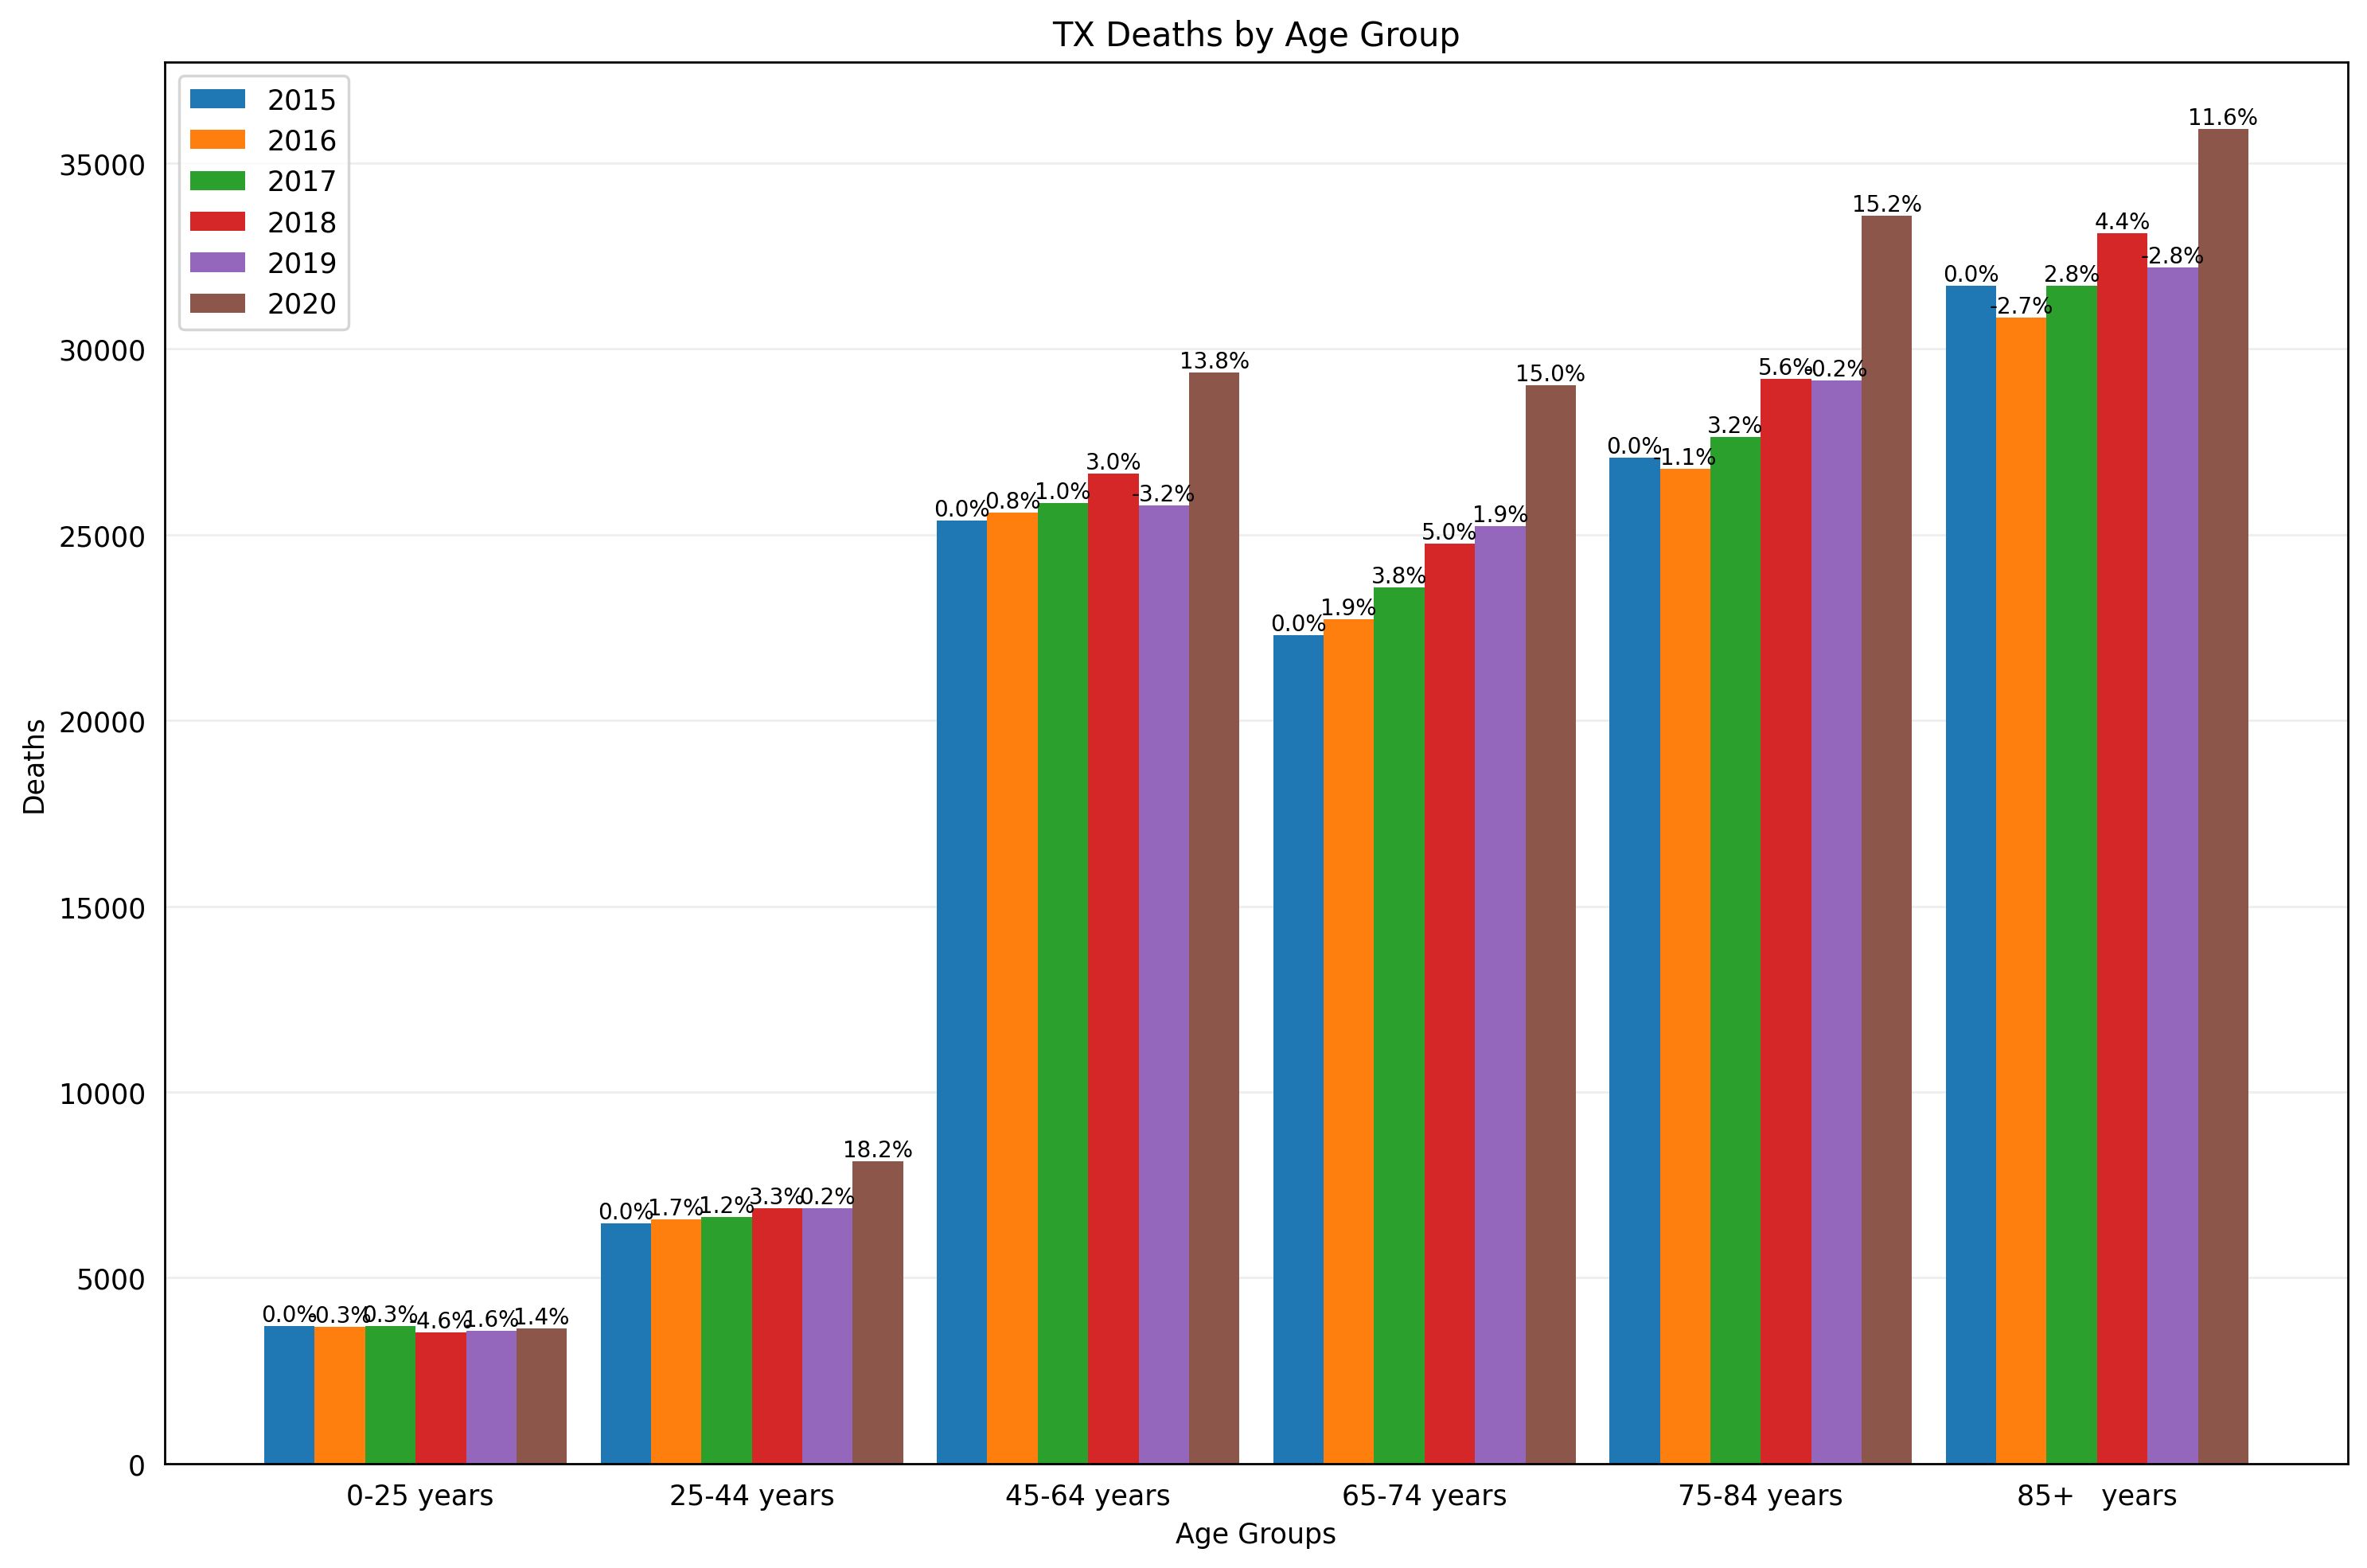 TX Deaths by Age Group
2015
2016
2017
2018
2019
2020
Deaths
35000
30000
25000
20000
15000
10000
5000
0
0.0% -0.3% 0.3% -4.6% 1.6% 1.4%
0.0% 1.7% 1.2% 3.3% 0.2% 18.2%
0.0% 0.8% 1.0% 3.0% -3.2% 13.8%
0.0% 1.9% 3.8% 5.0% 1.9% 15.0%
0.0% -1.1% 3.2% 5.6% -0.2% 15.2%
0.0% -2.7% 2.8% 4.4% -2.8% 11.6%
0-25 years 25-44 years 45-64 years 65-74 years 75-84 years 85+ years
Age Groups